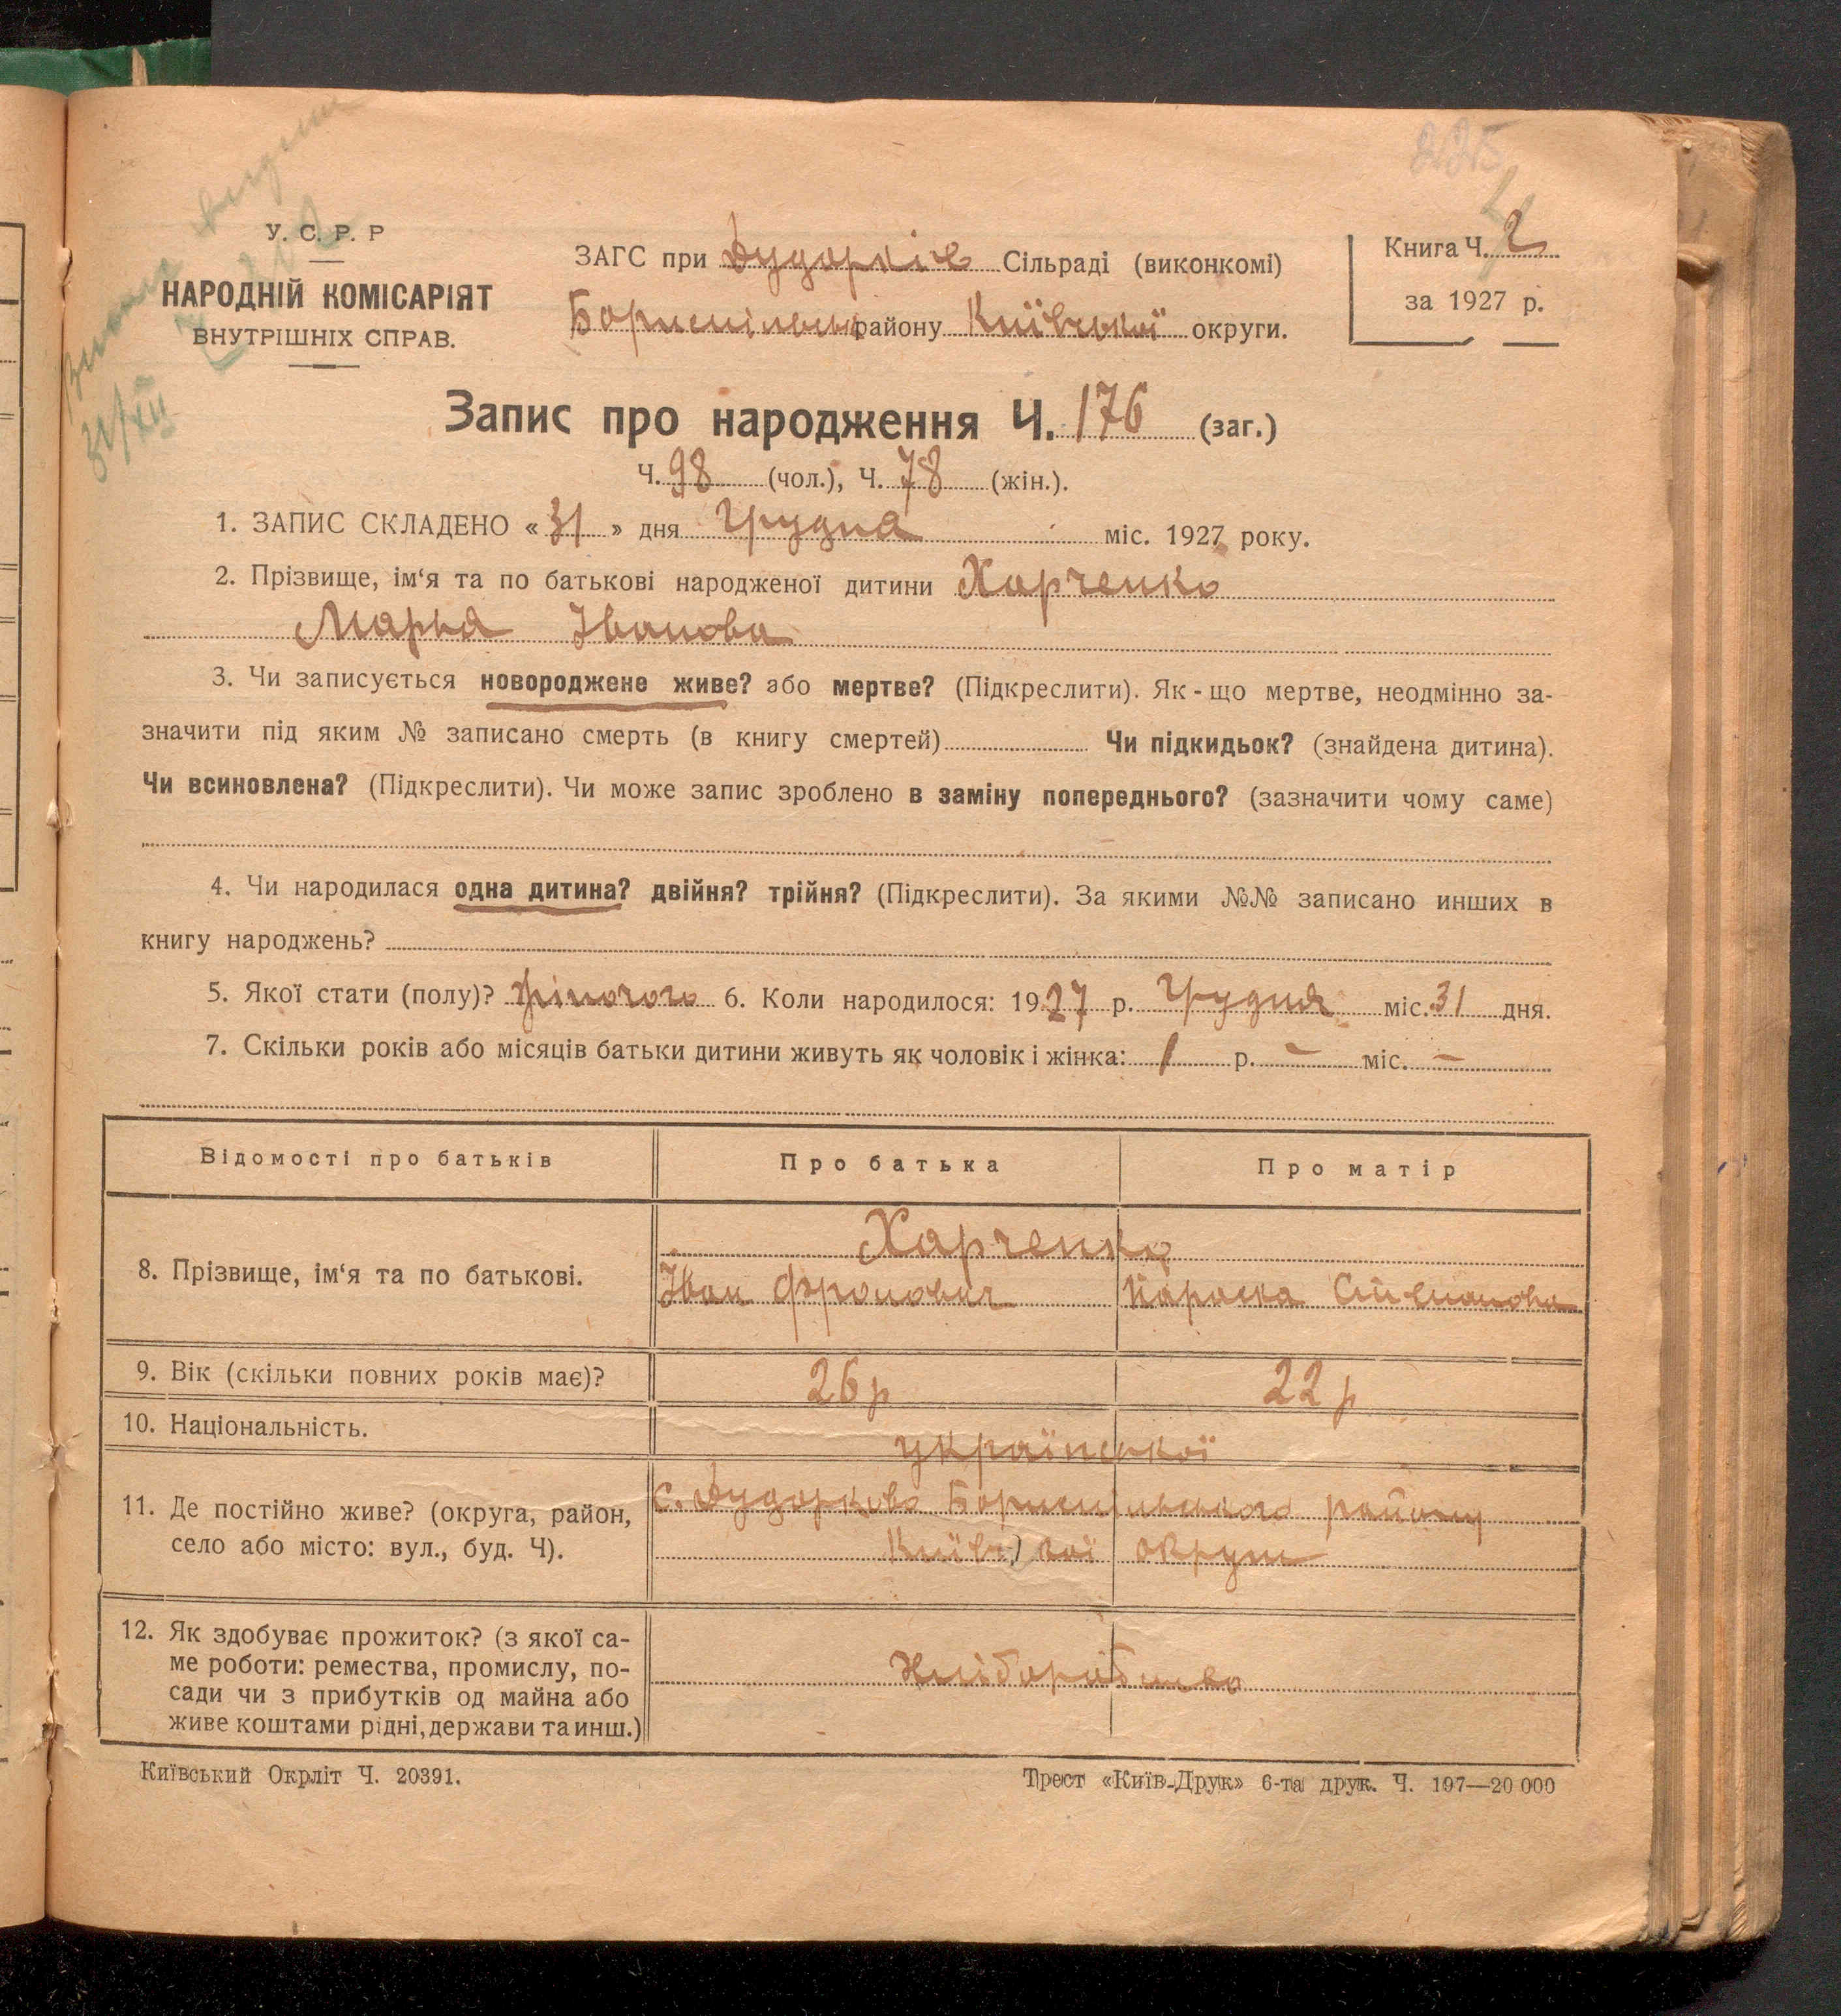 225
У. С. Р. Р
НАРОДНІЙ КОМІСАРІЯТ
ВНУТРІШНІХ СПРАВ.
31/XII
ЗАГС при Дударків Сільраді (виконкомі)
Бориспільськ району Київської округи.
Книга Ч. 2
за 1927 р.
Запис про народження Ч. 176 (заг.)
Ч. 98 (чол.), Ч. 78 (жін.).
1. ЗАПИС СКЛАДЕНО « 31 » дня Грудня міс. 1927 року.
2. Прізвище, ім‘я та по батькові народженої дитини Харченко
Марья Іванова
3. Чи записується новороджене живе? або мертве? (Підкреслити). Як - що мертве, неодмінно за-
значити під яким № записано смерть (в книгу смертей) Чи підкидьок? (знайдена дитина).
Чи всиновлена? (Підкреслити). Чи може запис зроблено в заміну попереднього? (зазначити чому саме)
4. Чи народилася одна дитина? двійня? трійня? (Підкреслити). За якими №№ записано инших в
книгу народжень?
5. Якої стати (полу)? жіночого 6. Коли народилося: 1927 р. Грудня міс. 31 дня.
7. Скільки років або місяців батьки дитини живуть як чоловік і жінка: 1 р. – міс. –
Відомості про батьків Про батька Про матір
8. Прізвище, ім‘я та по батькові.
Харченко
Іван Фронович Параска Степанова
9. Вік (скільки повних років має)? 26 р 22 р
10. Національність. української
11. Де постійно живе? (округа, район,
село або місто: вул., буд. Ч).
с. Дударково Бориспільського району
Київської округи
12. Як здобуває прожиток? (з якої са-
ме роботи: ремества, промислу, по-
сади чи з прибутків од майна або
живе коштами рідні, держави та инш.)
Хліборобство
Київський Окрліт Ч. 20391.
Трест «Київ-Друк» 6-та друк. Ч. 197—20 000